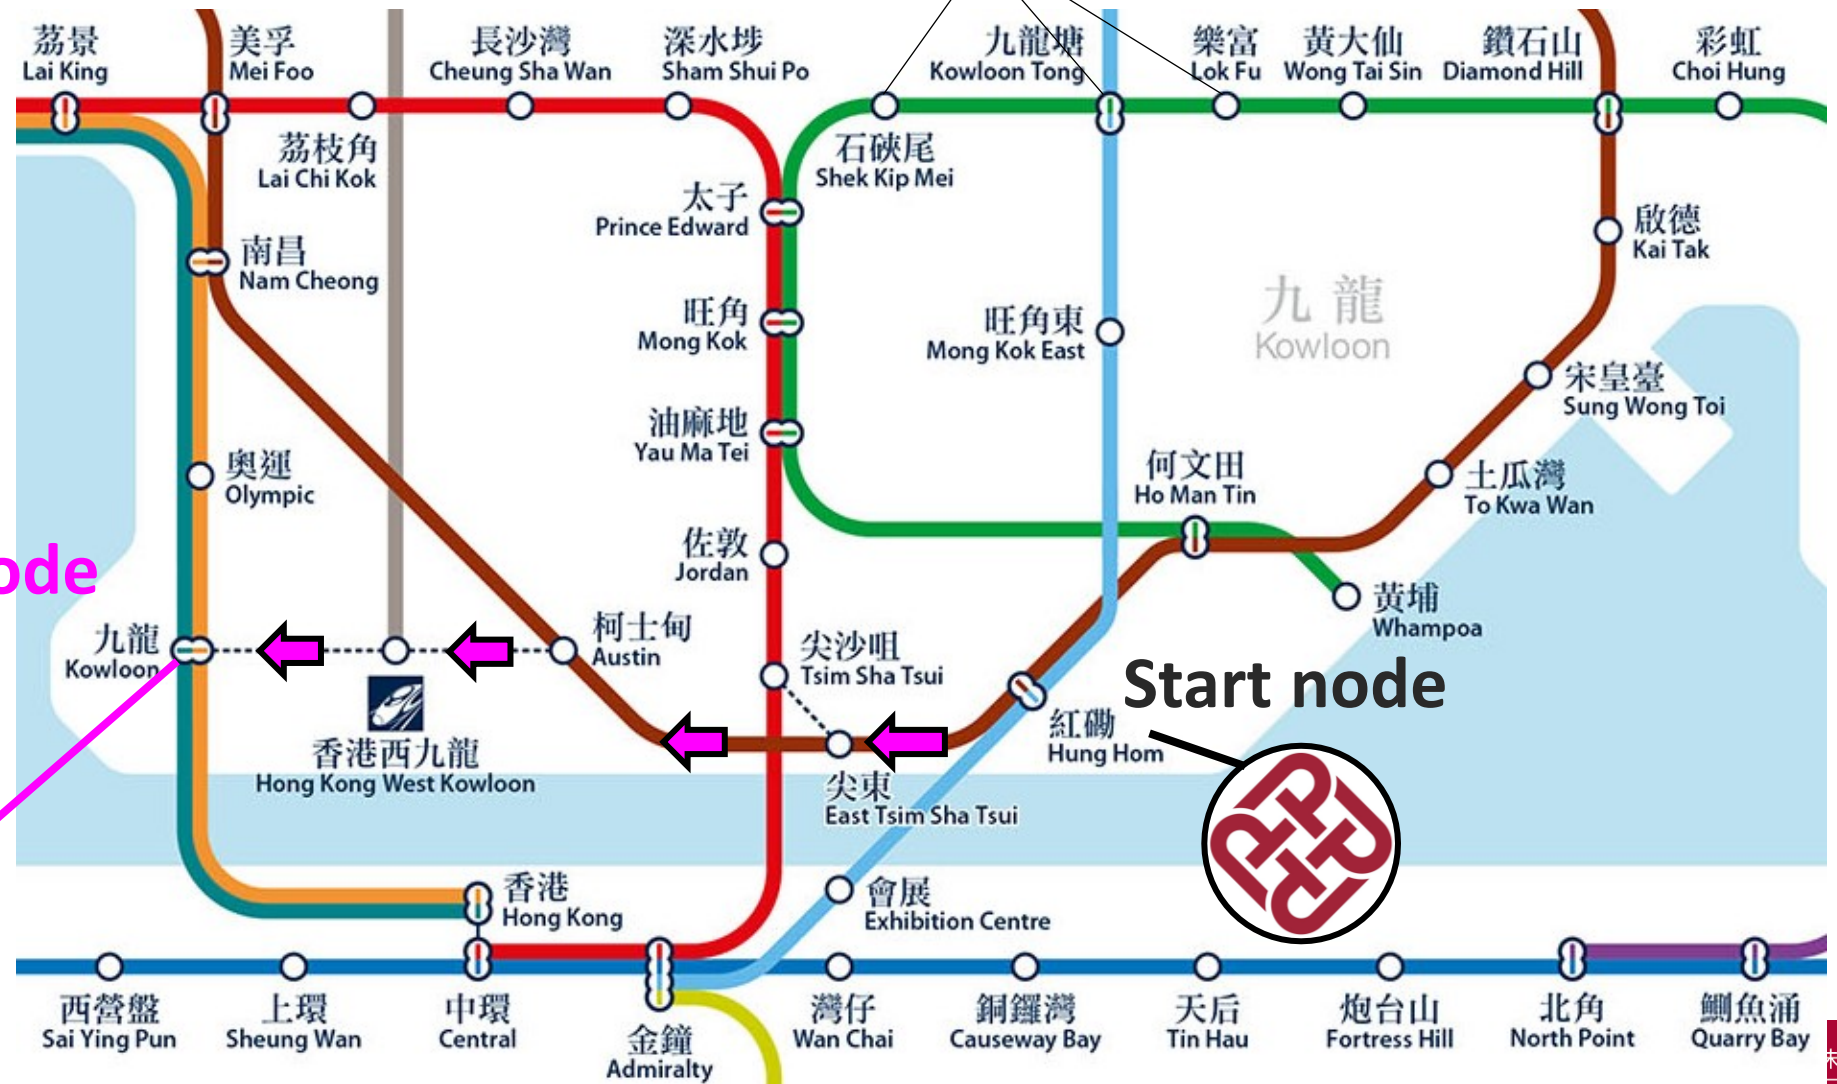 荔景
Lai King
美孚
Mei Foo
長沙灣
Cheung Sha Wan
深水埗
Sham Shui Po
九龍塘
Kowloon Tong
樂富
Lok Fu
黃大仙
Wong Tai Sin
鑽石山
Diamond Hill
彩虹
Choi Hung
荔枝角
Lai Chi Kok
石硤尾
Shek Kip Mei
太子
Prince Edward
南昌
Nam Cheong
啟德
Kai Tak
旺角
Mong Kok
旺角東
Mong Kok East
九龍
Kowloon
宋皇臺
Sung Wong Toi
油麻地
Yau Ma Tei
奧運
Olympic
何文田
Ho Man Tin
土瓜灣
To Kwa Wan
佐敦
Jordan
ode
黃埔
Whampoa
九龍
Kowloon
柯士甸
Austin
尖沙咀
Tsim Sha Tsui
Start node
紅磡
Hung Hom
香港西九龍
Hong Kong West Kowloon
尖東
East Tsim Sha Tsui
香港
Hong Kong
會展
Exhibition Centre
西營盤
Sai Ying Pun
上環
Sheung Wan
中環
Central
金鐘
Admiralty
灣仔
Wan Chai
銅鑼灣
Causeway Bay
天后
Tin Hau
炮台山
Fortress Hill
北角
North Point
鰂魚涌
Quarry Bay